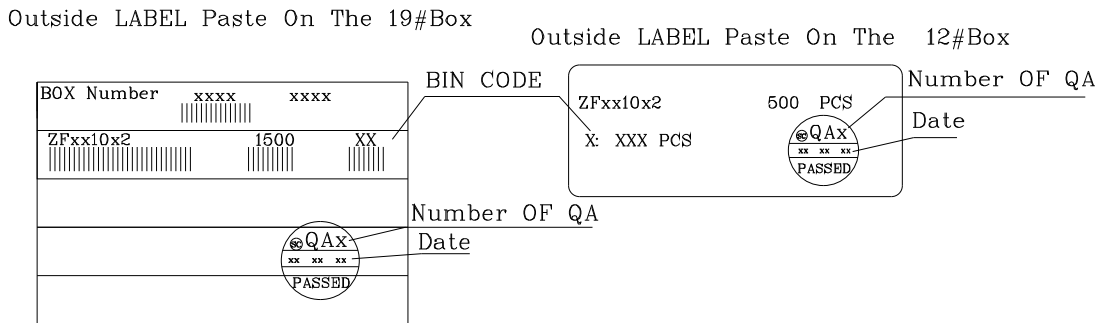 Outside LABEL Paste On The 19#Box
Outside LABEL Paste On The 12#Box
BOX Number xxxx xxxx
ZFxx10x2 1500 XX
BIN CODE
Number OF QA
Date
QAx
xx xx xx
PASSED
ZFxx10x2 500 PCS
X: XXX PCS
Number OF QA
Date
QAx
xx xx xx
PASSED